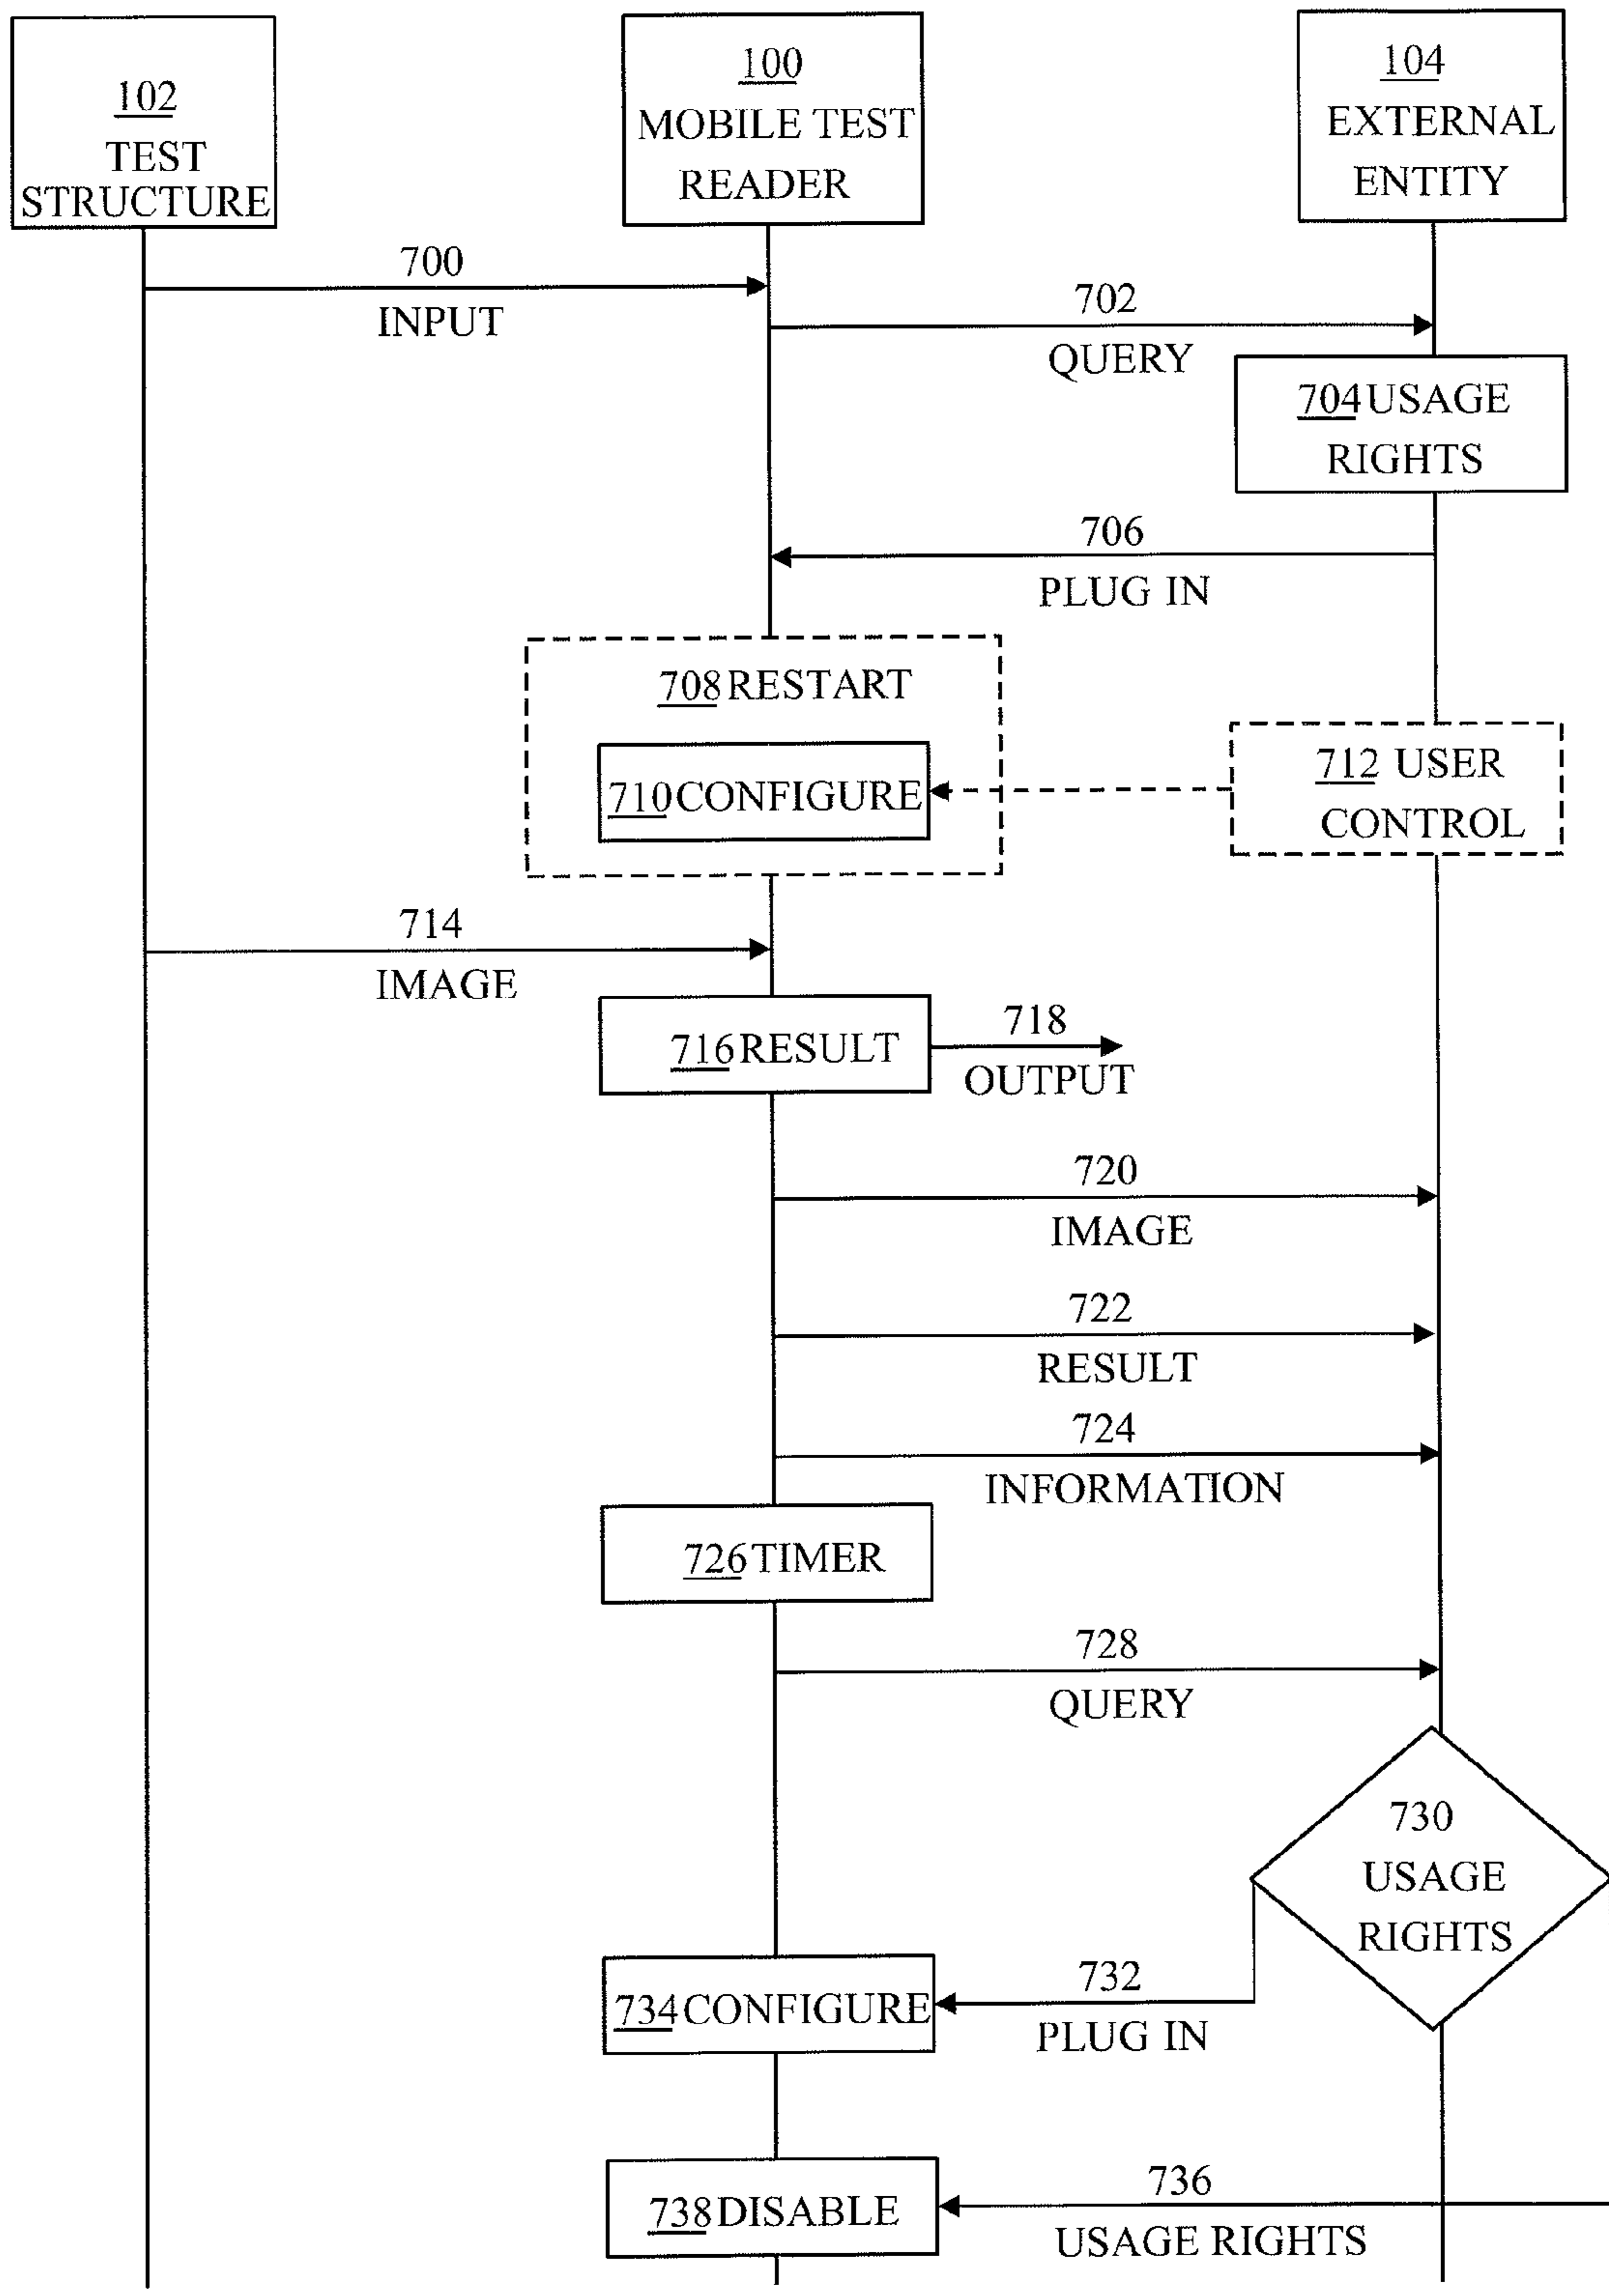 102
TEST
STRUCTURE
100
MOBILE TEST
READER
104
EXTERNAL
ENTITY
700
INPUT
702
QUERY
704 USAGE
RIGHTS
706
PLUG IN
708 RESTART
710 CONFIGURE
712 USER
CONTROL
714
IMAGE
716 RESULT
718
OUTPUT
720
IMAGE
722
RESULT
724
INFORMATION
726 TIMER
728
QUERY
730
USAGE
RIGHTS
732
PLUG IN
734 CONFIGURE
736
USAGE RIGHTS
738 DISABLE